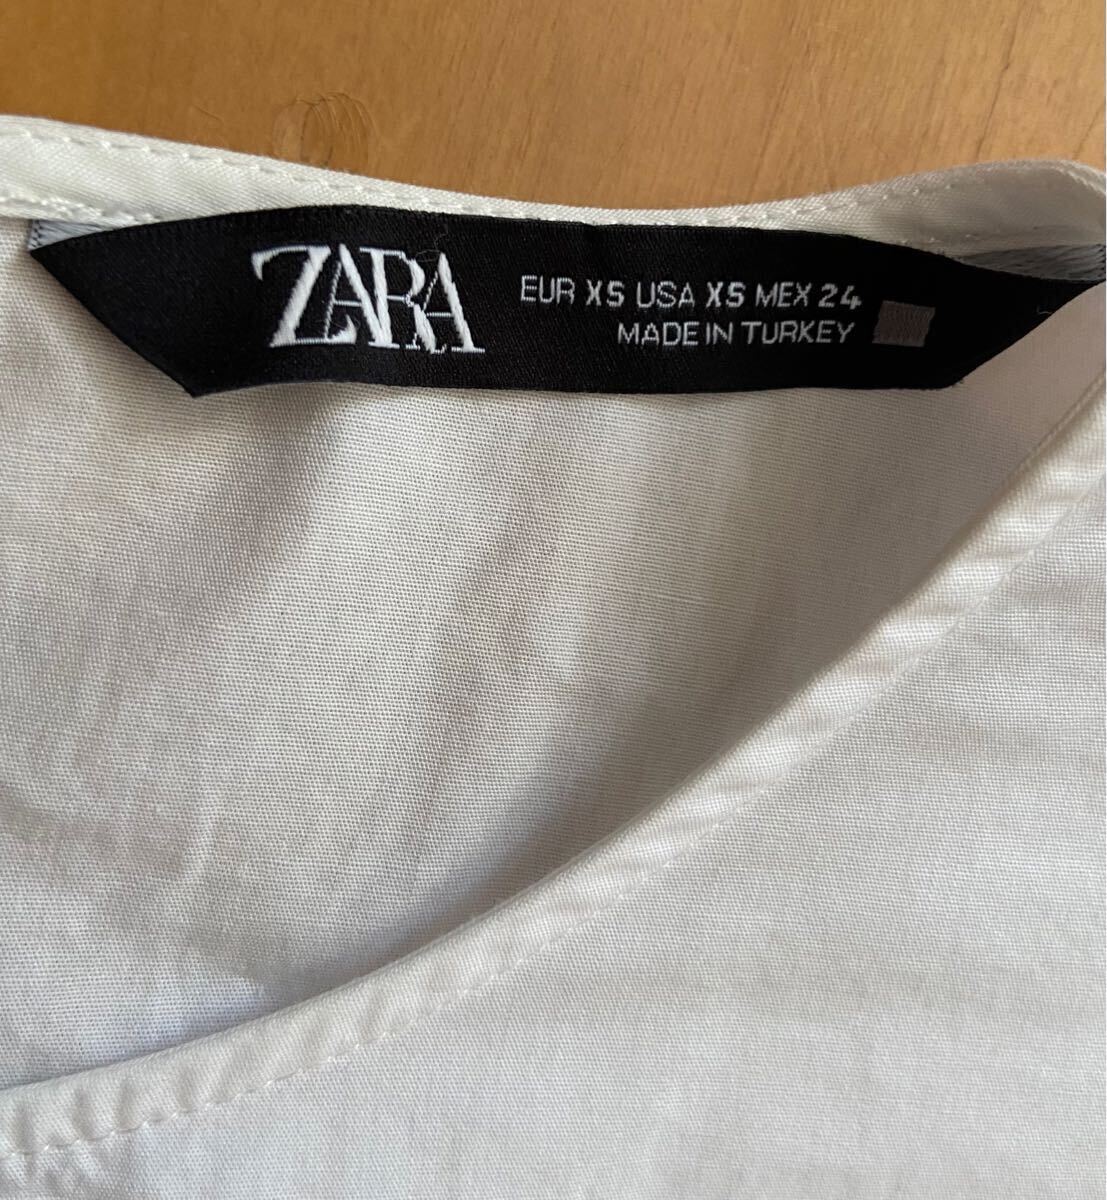 ZARA
EUR XS USA XS MEX 24
MADE IN TURKEY